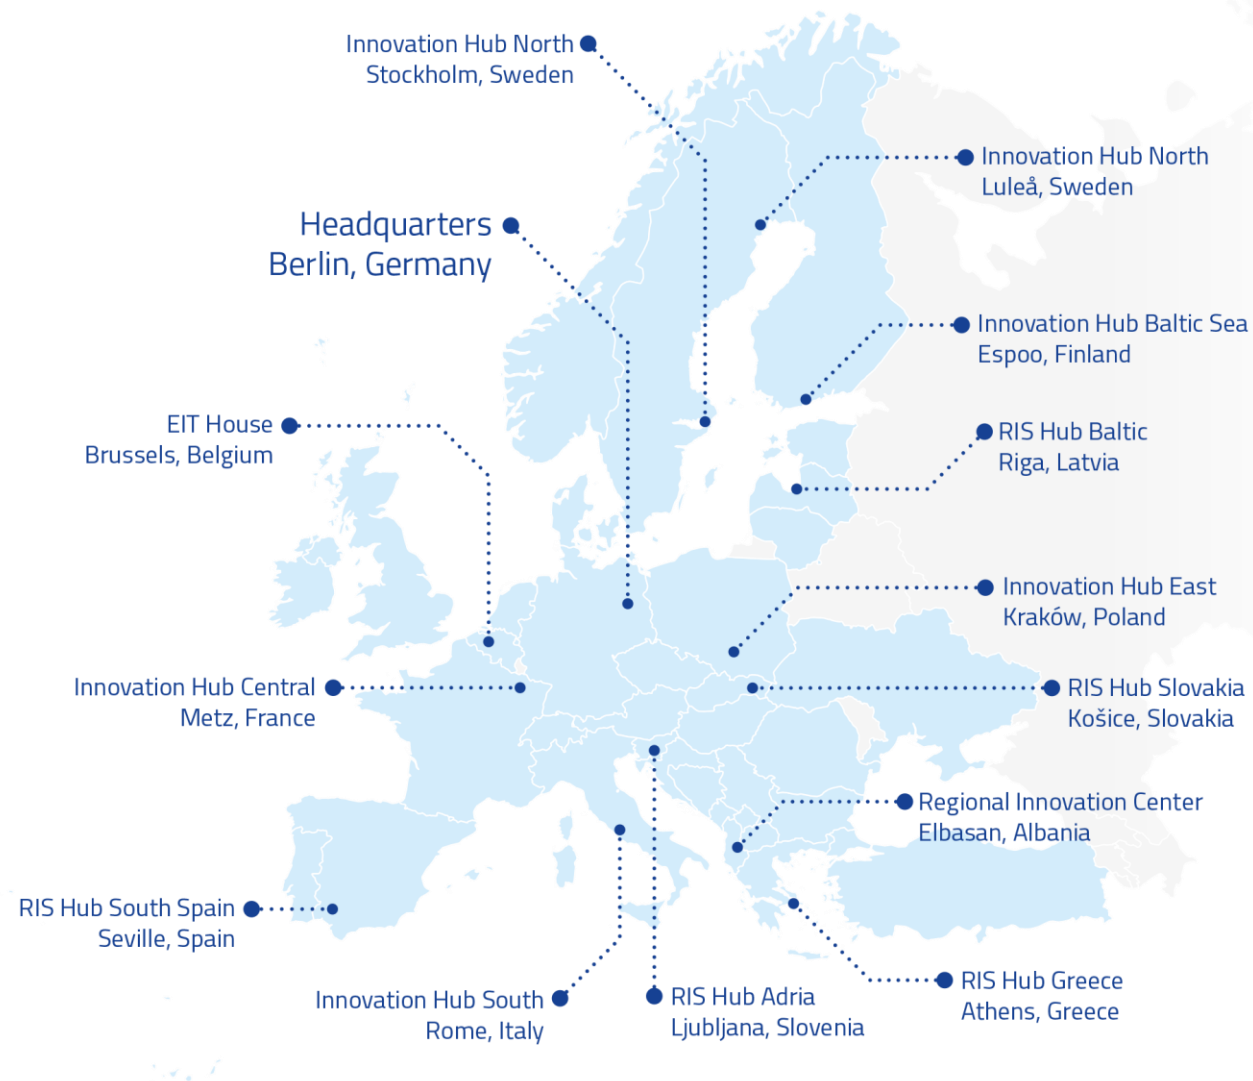 Innovation Hub North
Stockholm, Sweden
Innovation Hub North
Luleå, Sweden
Headquarters
Berlin, Germany
Innovation Hub Baltic Sea
Espoo, Finland
EIT House
Brussels, Belgium
RIS Hub Baltic
Riga, Latvia
Innovation Hub East
Kraków, Poland
Innovation Hub Central
Metz, France
RIS Hub Slovakia
Košice, Slovakia
Regional Innovation Center
Elbasan, Albania
RIS Hub South Spain
Seville, Spain
Innovation Hub South
Rome, Italy
RIS Hub Adria
Ljubljana, Slovenia
RIS Hub Greece
Athens, Greece